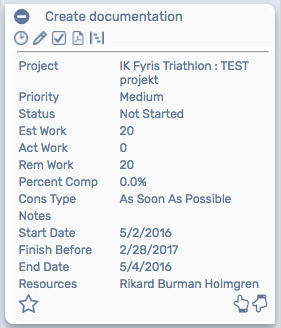 Create documentation
Project IK Fyris Triathlon : TEST
projekt
Priority Medium
Status Not Started
Est Work 20
Act Work 0
Rem Work 20
Percent Comp 0.0%
Cons Type As Soon As Possible
Notes
Start Date 5/2/2016
Finish Before 2/28/2017
End Date 5/4/2016
Resources Rikard Burman Holmgren